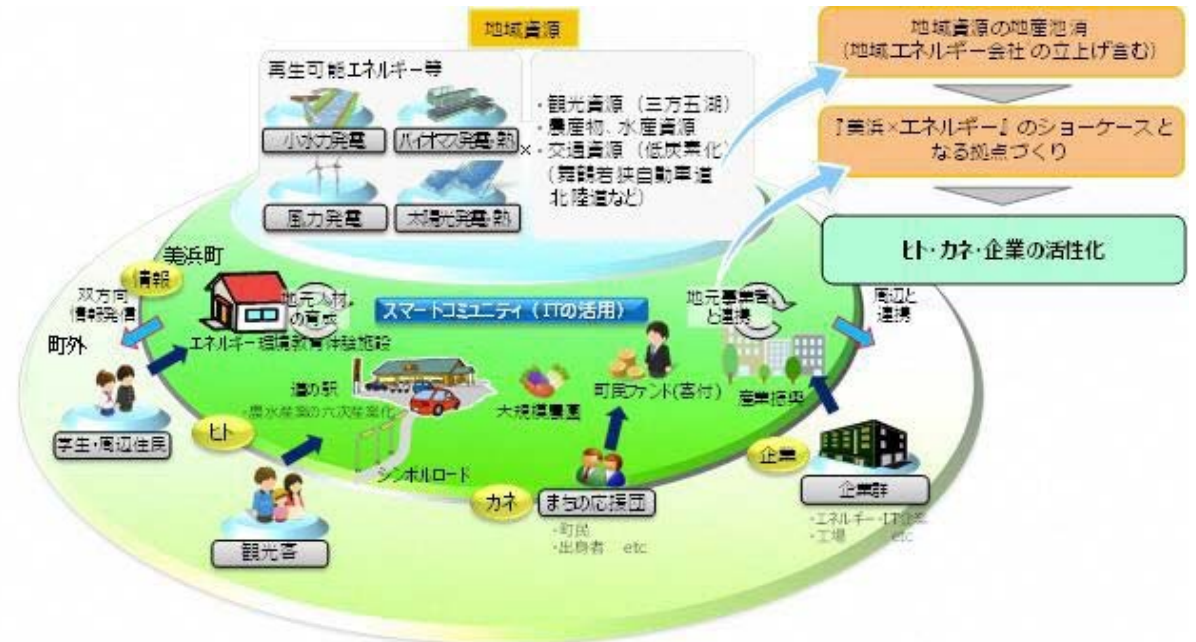 地域資源
再生可能エネルギー等
小水力発電
バイオマス発電・熱
風力発電
太陽光発電・熱
×
・観光資源（三方五湖）
・農産物、水産資源
・交通資源（低炭素化）
（舞鶴若狭自動車道
北陸道など）
地域資源の地産地消
(地域エネルギー会社の立上げ含む)
『美浜×エネルギー』のショーケースと
なる拠点づくり
ヒト・カネ・企業の活性化
美浜町
情報
双方向
情報発信
町外
地元人材
の育成
エネルギー環境教育体験施設
スマートコミュニティ（ITの活用）
地元事業者
と連携
周辺と
連携
道の駅
・農水産業の六次産業化
大規模農園
町民ファンド(寄付)
産業振興
シンボルロード
学生・周辺住民
ヒト
観光客
カネ
まちの応援団
・町民
・出身者　etc
企業
企業群
・エネルギー・IT企業
・工場　etc